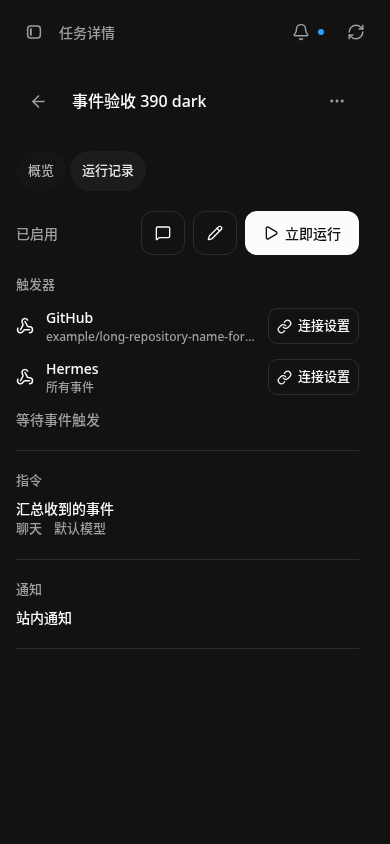 任务详情
事件验收 390 dark
概览
运行记录
已启用
立即运行
触发器
GitHub
example/long-repository-name-for...
连接设置
Hermes
所有事件
连接设置
等待事件触发
指令
汇总收到的事件
聊天 默认模型
通知
站内通知